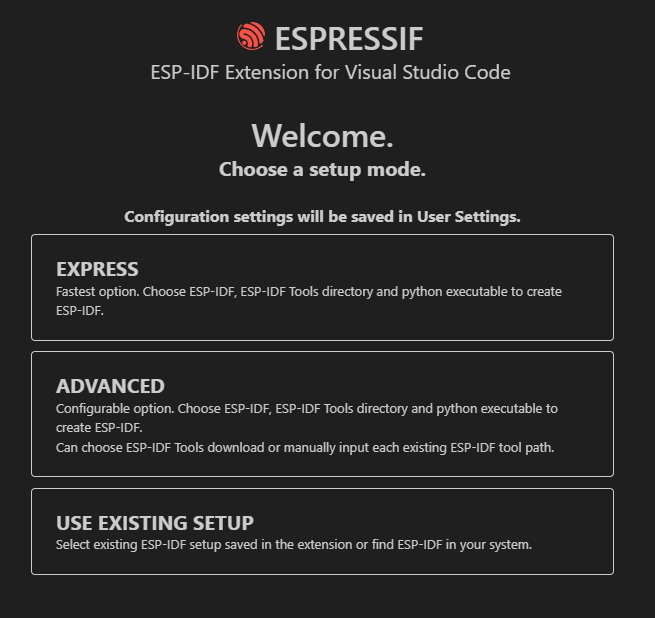 ESPRESSIF
ESP-IDF Extension for Visual Studio Code
Welcome.
Choose a setup mode.
Configuration settings will be saved in User Settings.
EXPRESS
Fastest option. Choose ESP-IDF, ESP-IDF Tools directory and python executable to create
ESP-IDF.
ADVANCED
Configurable option. Choose ESP-IDF, ESP-IDF Tools directory and python executable to
create ESP-IDF.
Can choose ESP-IDF Tools download or manually input each existing ESP-IDF tool path.
USE EXISTING SETUP
Select existing ESP-IDF setup saved in the extension or find ESP-IDF in your system.